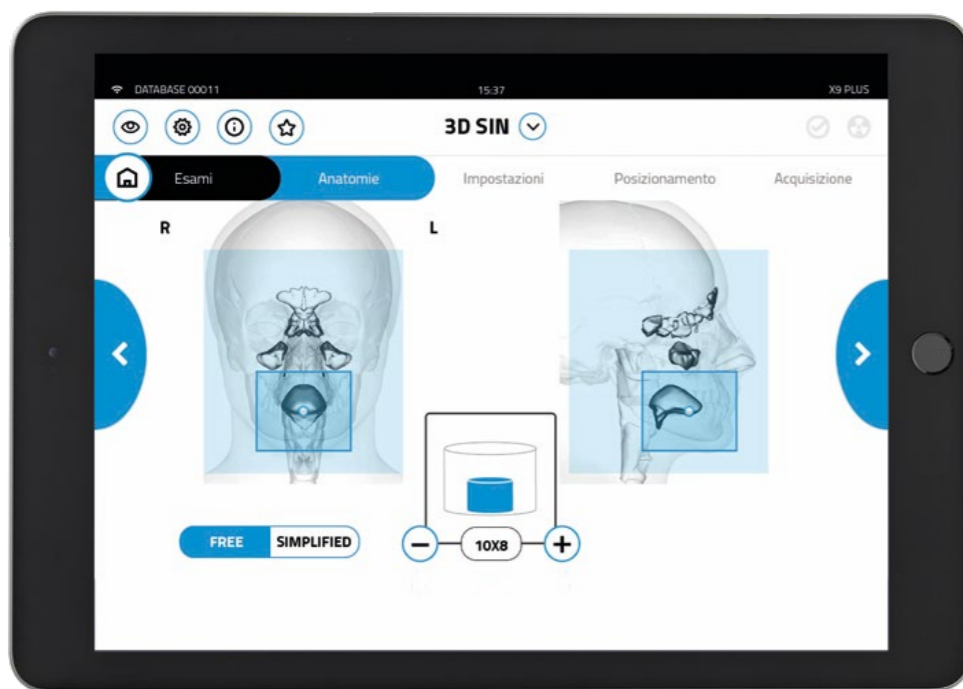 DATABASE 00011 15:37 X9 PLUS
3D SIN
Esami Anatomie Impostazioni Posizionamento Acquisizione
R L
FREE SIMPLIFIED 10X8